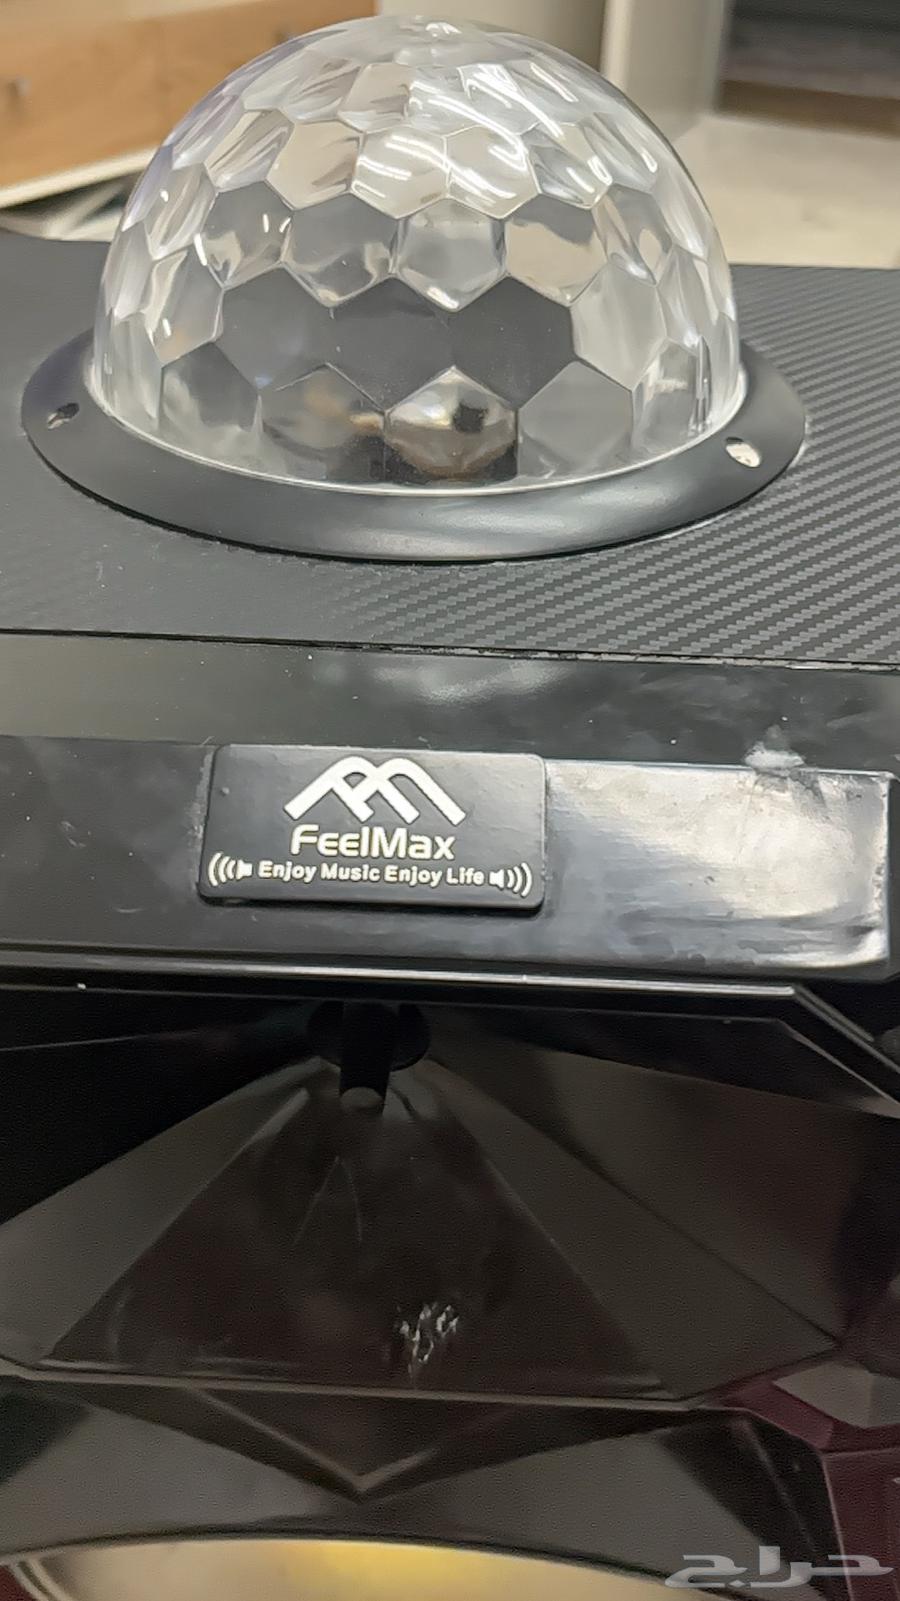 FeelMax
Enjoy Music Enjoy Life
حراج